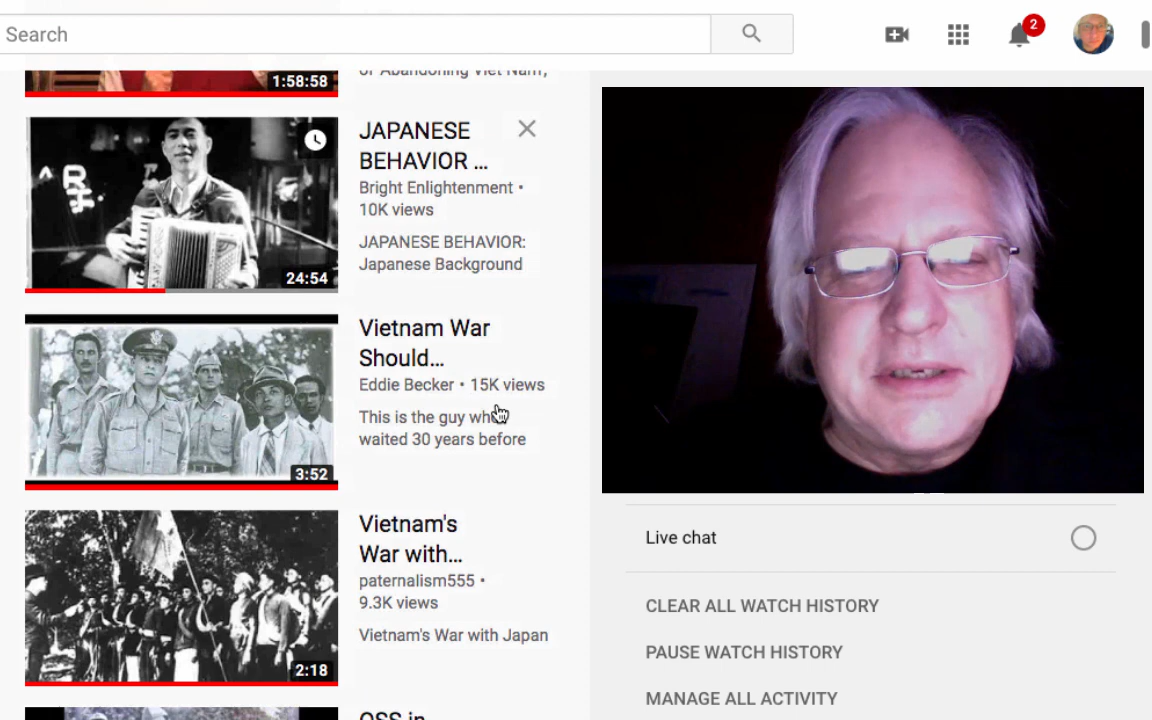 Search
2
1:58:58
of Abandoning Viet Nam,
JAPANESE
BEHAVIOR ...
Bright Enlightenment •
10K views
JAPANESE BEHAVIOR:
Japanese Background
24:54
Vietnam War
Should...
Eddie Becker • 15K views
This is the guy who
waited 30 years before
3:52
Vietnam's
War with...
paternalism555 •
9.3K views
Vietnam's War with Japan
2:18
OSS in
Live chat
CLEAR ALL WATCH HISTORY
PAUSE WATCH HISTORY
MANAGE ALL ACTIVITY